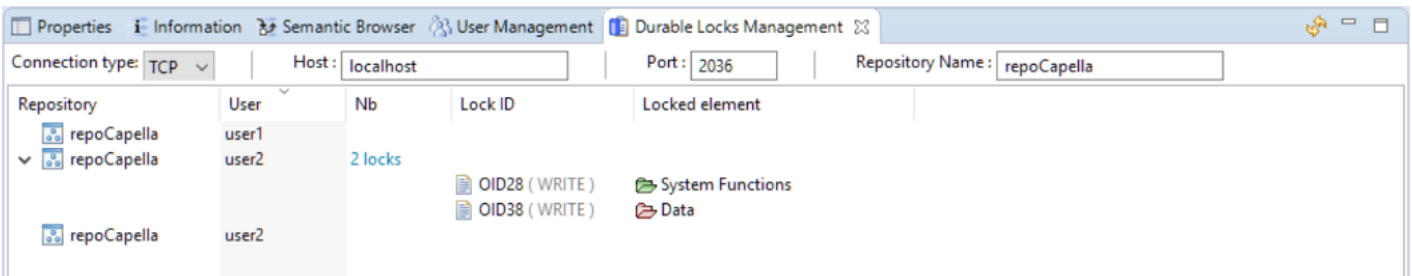 Properties Information Semantic Browser User Management Durable Locks Management
Connection type: TCP Host : localhost Port : 2036 Repository Name : repoCapella
Repository User Nb Lock ID Locked element
repoCapella user1
repoCapella user2 2 locks
OID28 ( WRITE ) System Functions
OID38 ( WRITE ) Data
repoCapella user2